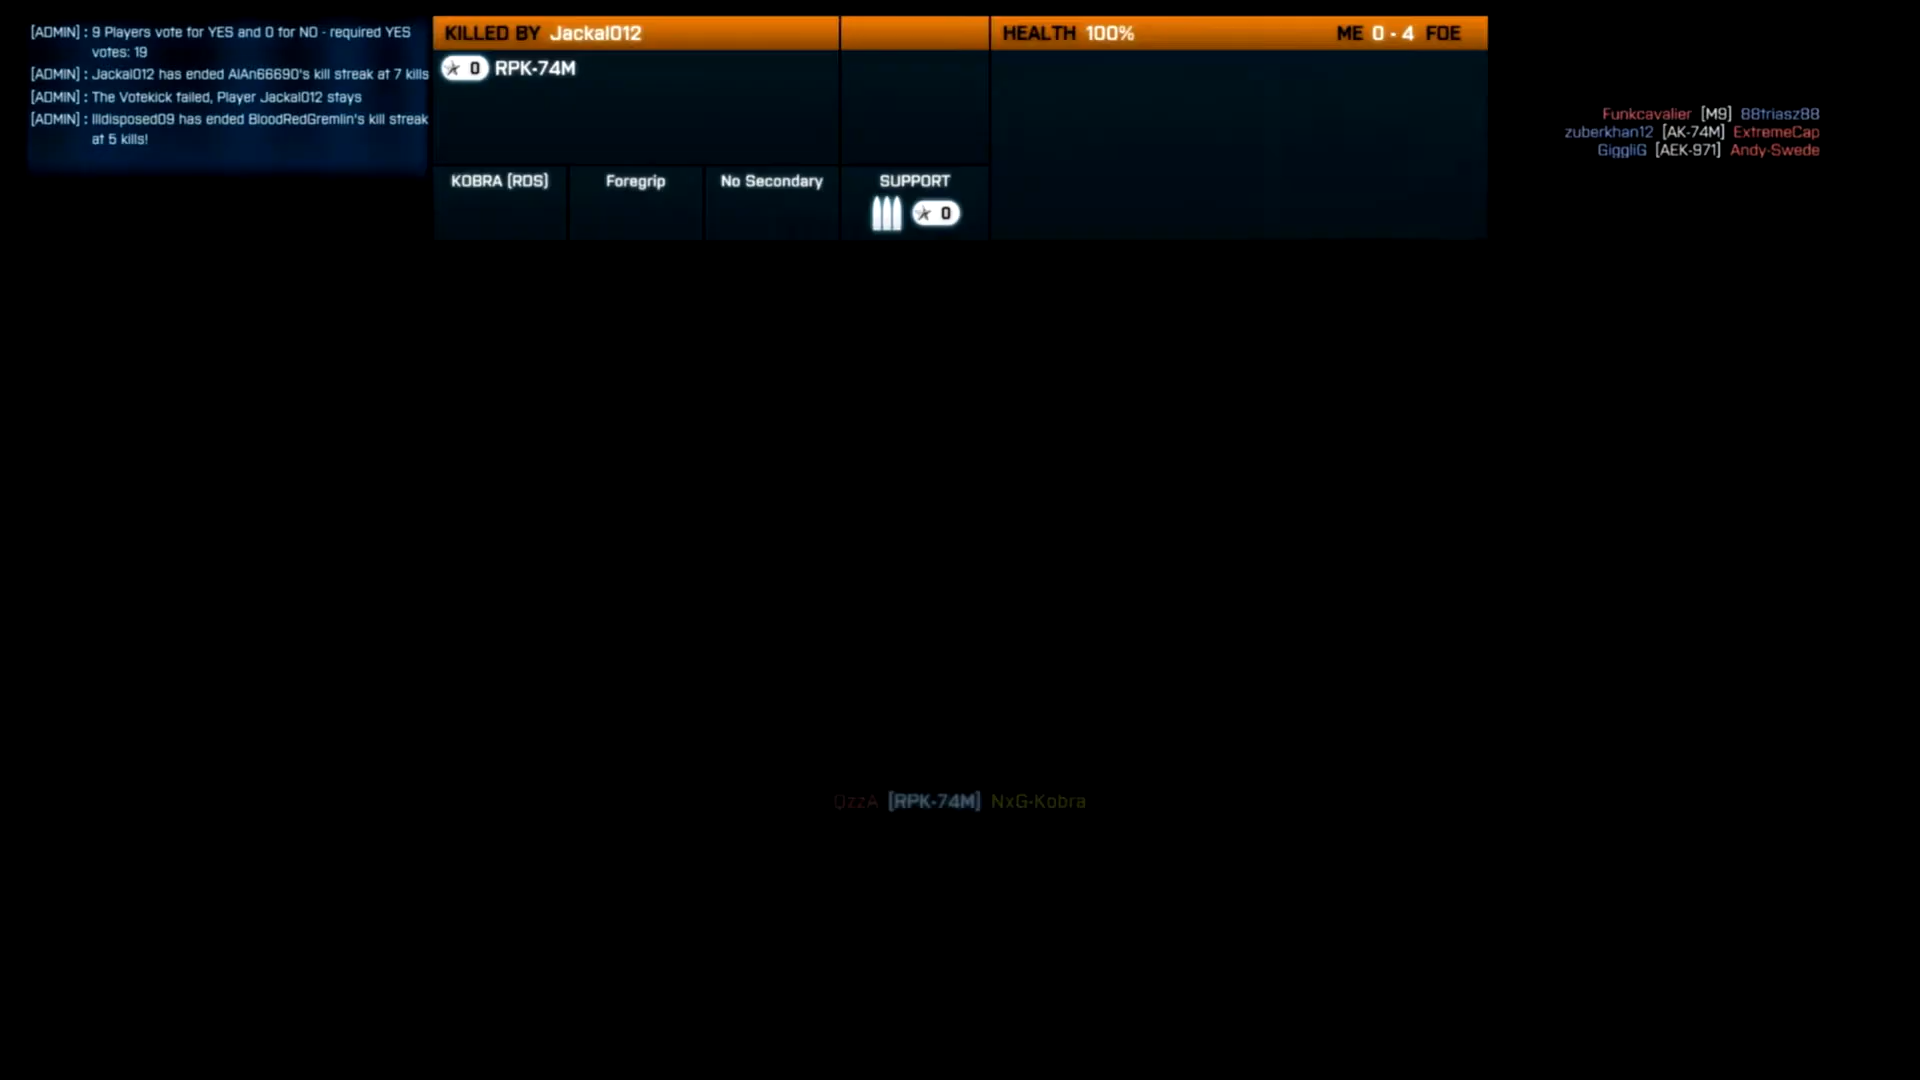 [ADMIN] : 9 Players vote for YES and 0 for NO - required YES
votes: 19
[ADMIN] : Jackal012 has ended AlAn66690's kill streak at 7 kills
[ADMIN] : The Votekick failed, Player Jackal012 stays
[ADMIN] : Illdisposed09 has ended BloodRedGremlin's kill streak
at 5 kills!
KILLED BY Jackal012
HEALTH 100%
ME 0 - 4 FOE
0 RPK-74M
KOBRA (RDS)
Foregrip
No Secondary
SUPPORT
0
Funkcavalier [M9] 88triasz88
zuberkhan12 [AK-74M] ExtremeCap
GiggliG [AEK-971] Andy-Swede
QzzA [RPK-74M] NxG-Kobra